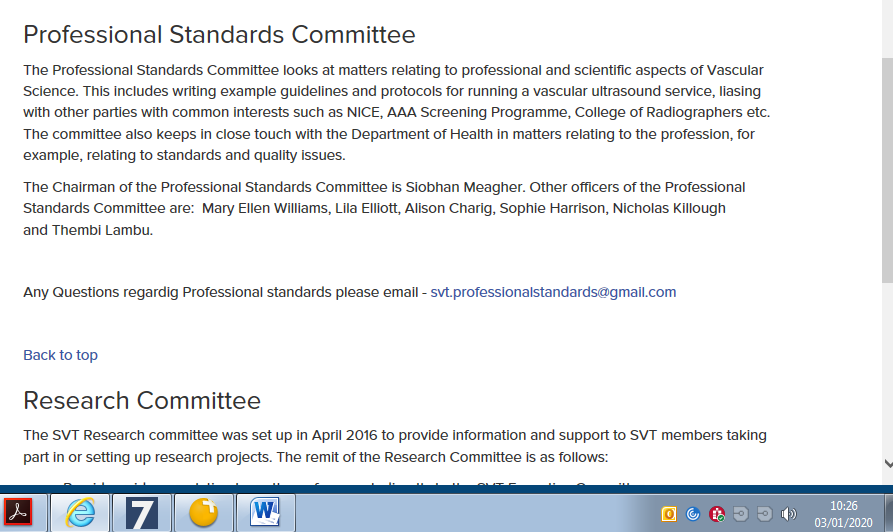 Professional Standards Committee
The Professional Standards Committee looks at matters relating to professional and scientific aspects of Vascular
Science. This includes writing example guidelines and protocols for running a vascular ultrasound service, liasing
with other parties with common interests such as NICE, AAA Screening Programme, College of Radiographers etc.
The committee also keeps in close touch with the Department of Health in matters relating to the profession, for
example, relating to standards and quality issues.
The Chairman of the Professional Standards Committee is Siobhan Meagher. Other officers of the Professional
Standards Committee are:  Mary Ellen Williams, Lila Elliott, Alison Charig, Sophie Harrison, Nicholas Killough
and Thembi Lambu.
Any Questions regardig Professional standards please email - svt.professionalstandards@gmail.com
Back to top
Research Committee
The SVT Research committee was set up in April 2016 to provide information and support to SVT members taking
part in or setting up research projects. The remit of the Research Committee is as follows:
7
W
10:26
03/01/2020